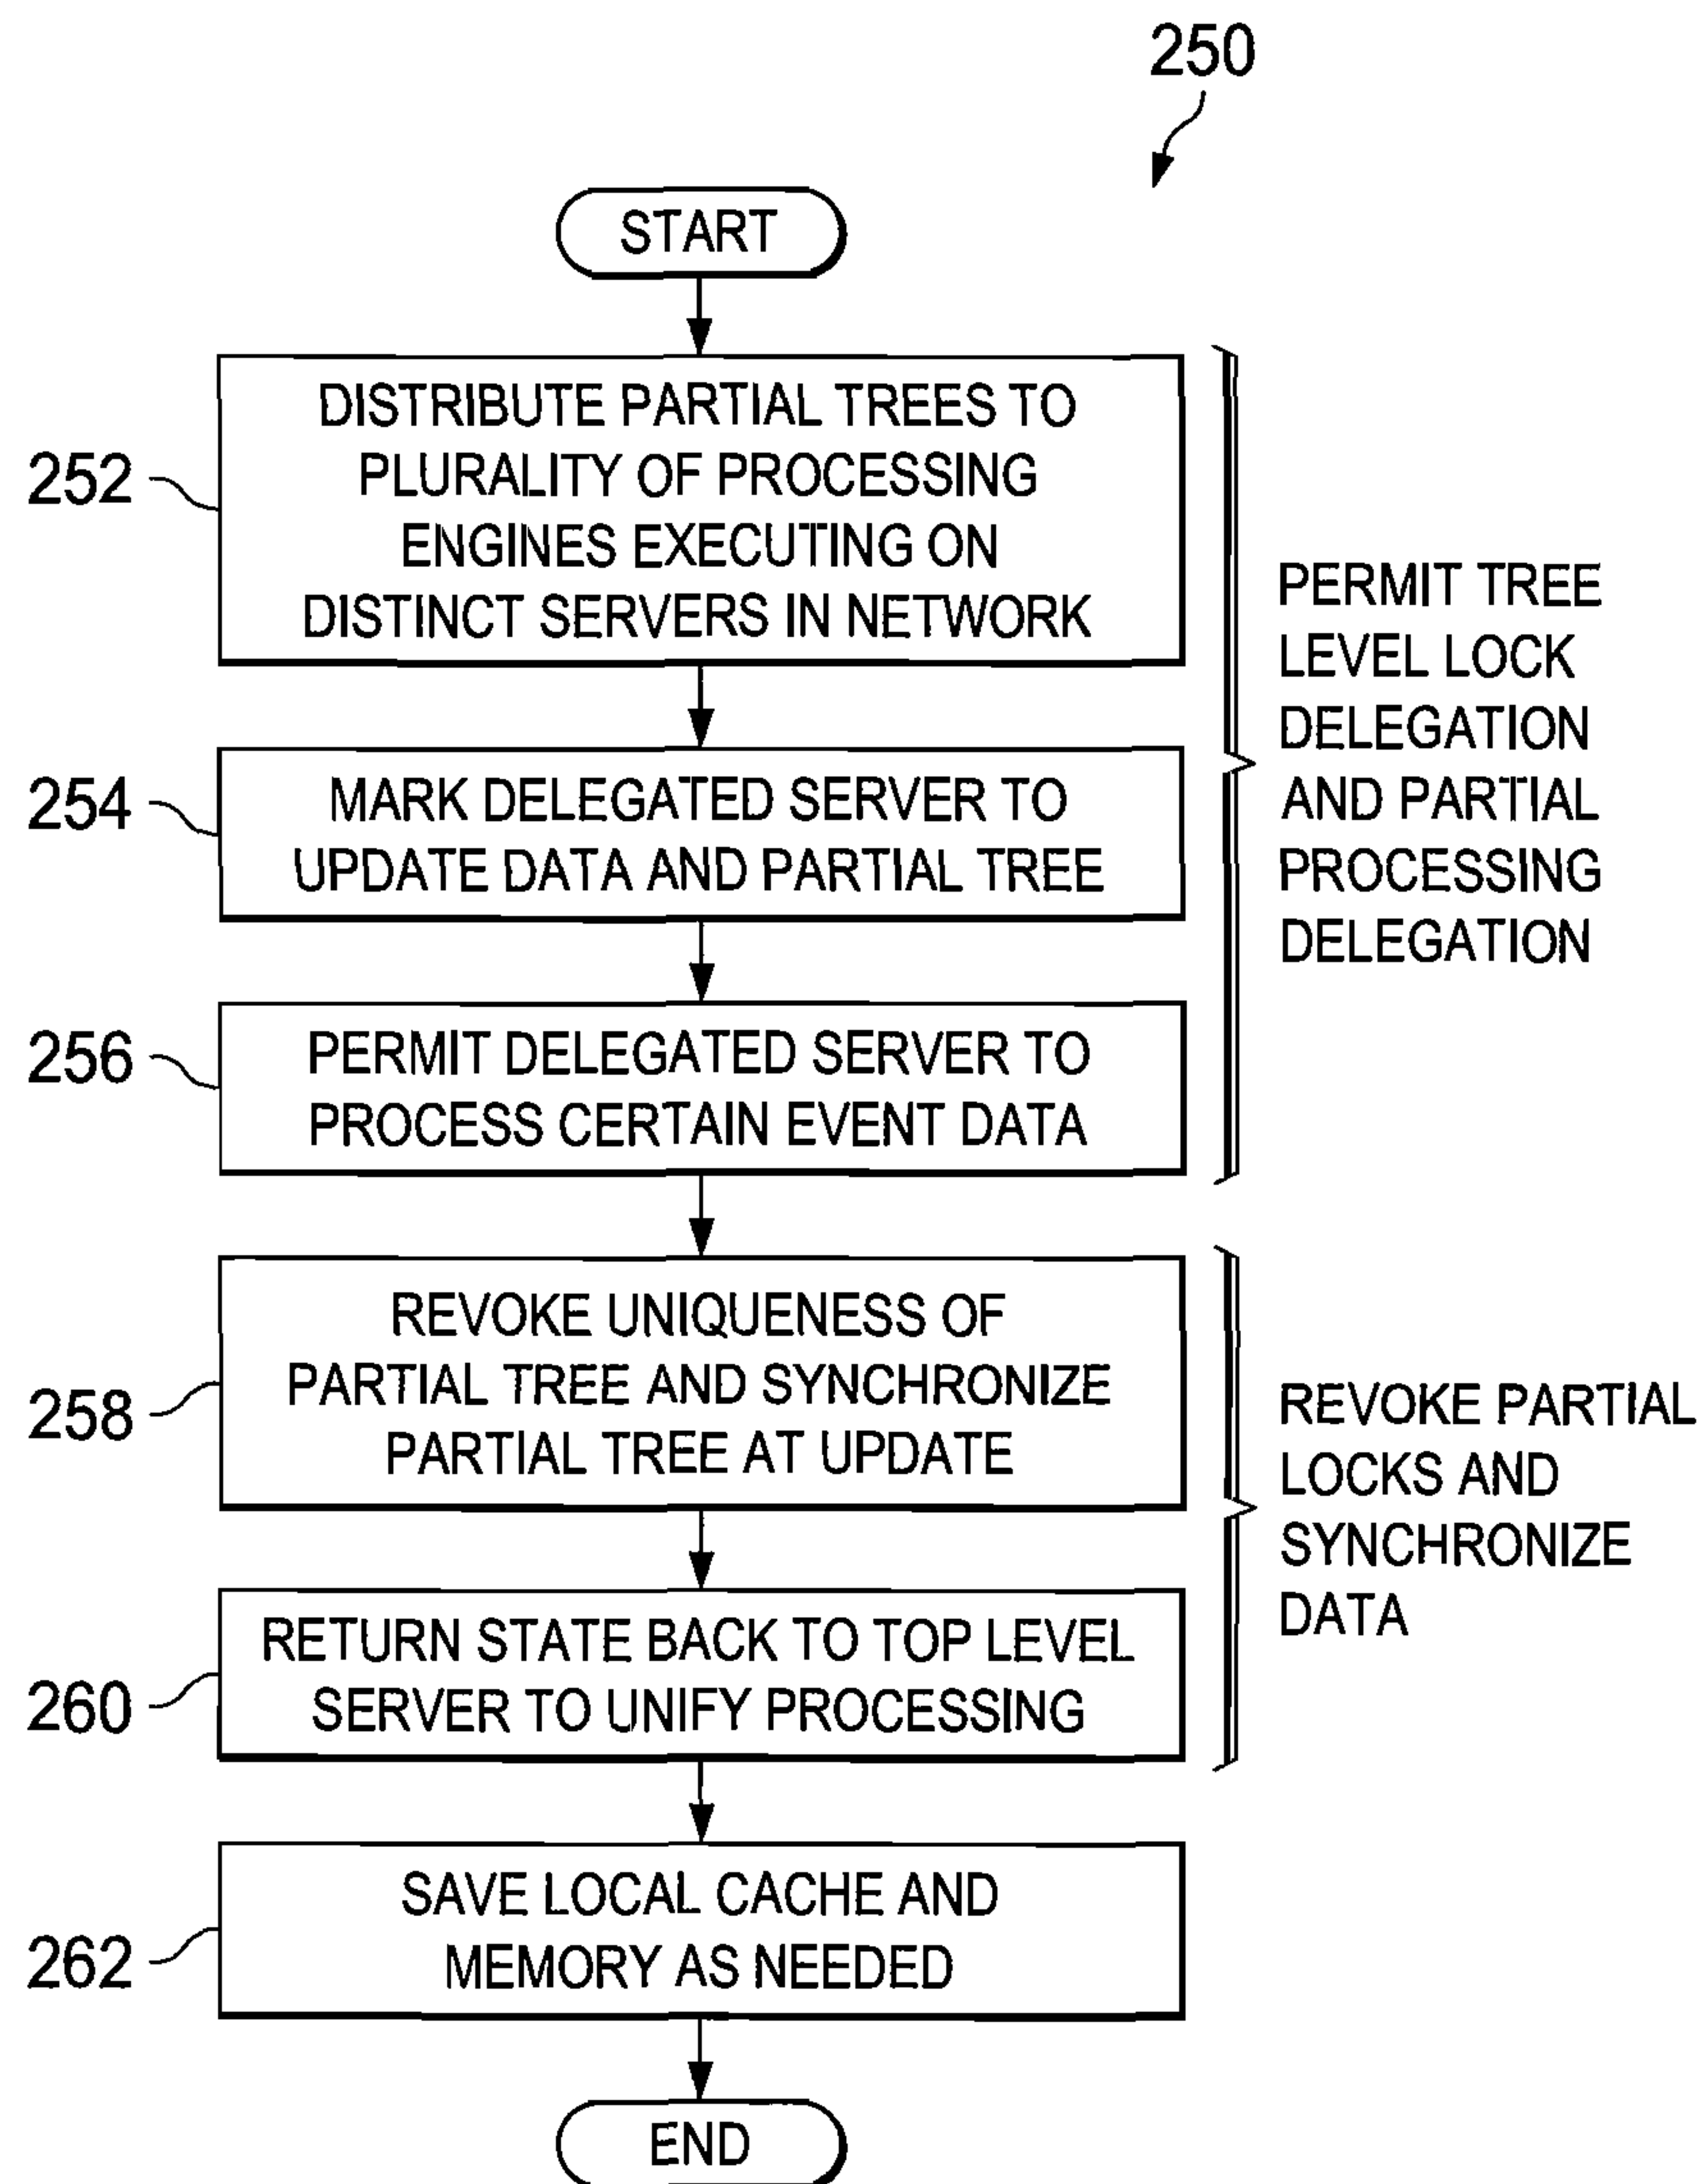 250
START
252
DISTRIBUTE PARTIAL TREES TO
PLURALITY OF PROCESSING
ENGINES EXECUTING ON
DISTINCT SERVERS IN NETWORK
254
MARK DELEGATED SERVER TO
UPDATE DATA AND PARTIAL TREE
256
PERMIT DELEGATED SERVER TO
PROCESS CERTAIN EVENT DATA
PERMIT TREE
LEVEL LOCK
DELEGATION
AND PARTIAL
PROCESSING
DELEGATION
258
REVOKE UNIQUENESS OF
PARTIAL TREE AND SYNCHRONIZE
PARTIAL TREE AT UPDATE
260
RETURN STATE BACK TO TOP LEVEL
SERVER TO UNIFY PROCESSING
REVOKE PARTIAL
LOCKS AND
SYNCHRONIZE
DATA
262
SAVE LOCAL CACHE AND
MEMORY AS NEEDED
END